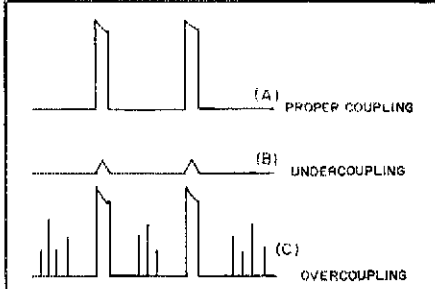 (A)
PROPER COUPLING
(B)
UNDERCOUPLING
(C)
OVERCOUPLING